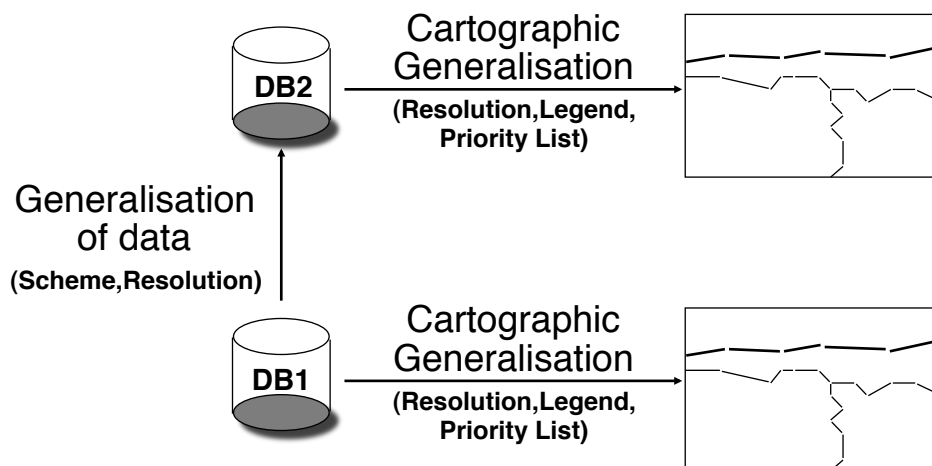 Cartographic
Generalisation
DB2
(Resolution,Legend,
Priority List)
Generalisation
of data
(Scheme,Resolution)
Cartographic
Generalisation
DB1
(Resolution,Legend,
Priority List)